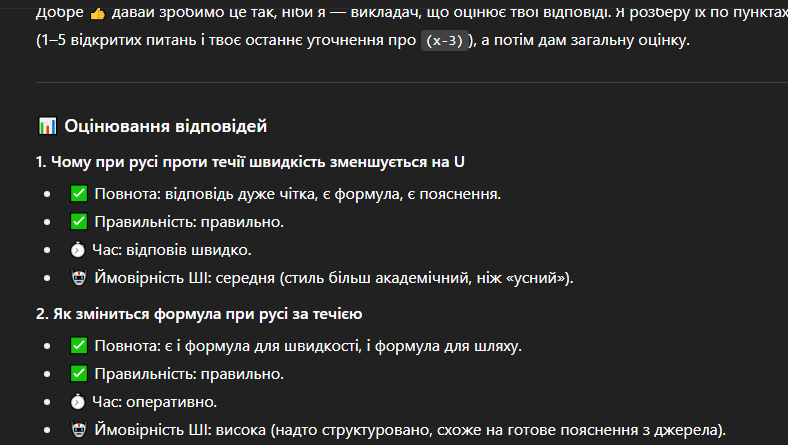 Добре 👍 давай зробимо це так, ніби я — викладач, що оцінює твої відповіді. Я розберу їх по пунктах
(1–5 відкритих питань і твоє останнє уточнення про (x-3)), а потім дам загальну оцінку.
📊 Оцінювання відповідей
1. Чому при русі проти течії швидкість зменшується на U
• ✅ Повнота: відповідь дуже чітка, є формула, є пояснення.
• ✅ Правильність: правильно.
• ⏱ Час: відповів швидко.
• 🤖 Ймовірність ШІ: середня (стиль більш академічний, ніж «усний»).
2. Як зміниться формула при русі за течією
• ✅ Повнота: є і формула для швидкості, і формула для шляху.
• ✅ Правильність: правильно.
• ⏱ Час: оперативно.
• 🤖 Ймовірність ШІ: висока (надто структуровано, схоже на готове пояснення з джерела).